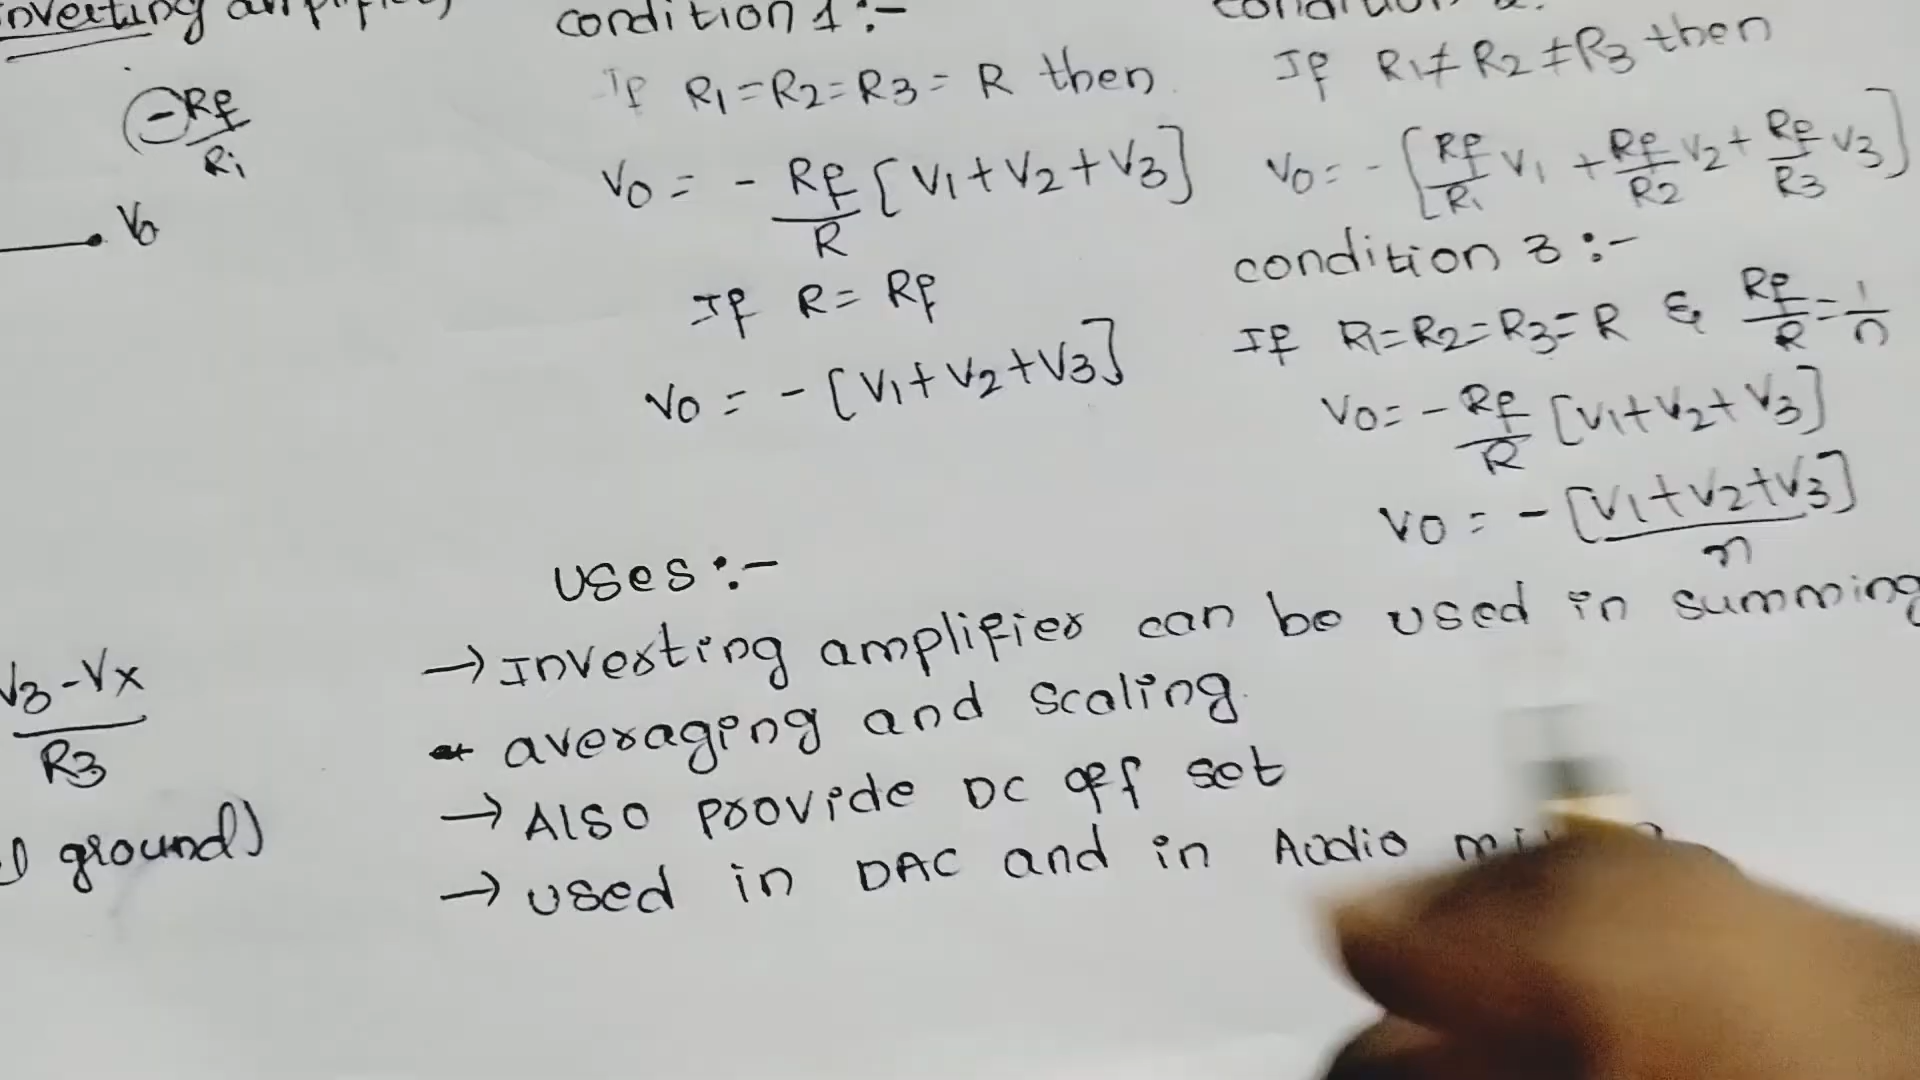 inverting amplifier
-Rf/Ri
Vo
V3-Vx/R3
ground)
condition 1 :-
If R1=R2=R3=R then
Vo = - Rf/R [V1+V2+V3]
If R=Rf
Vo = - [V1+V2+V3]
If R1≠R2≠R3 then
Vo = - [Rf/R1 V1 + Rf/R2 V2 + Rf/R3 V3]
condition 3 :-
If R1=R2=R3=R & Rf/R = 1/n
Vo = - Rf/R [V1+V2+V3]
Vo = - [V1+V2+V3]/n
uses :-
→ Inverting amplifier can be used in summing
averaging and scaling
→ Also provide DC off set
→ used in DAC and in Audio